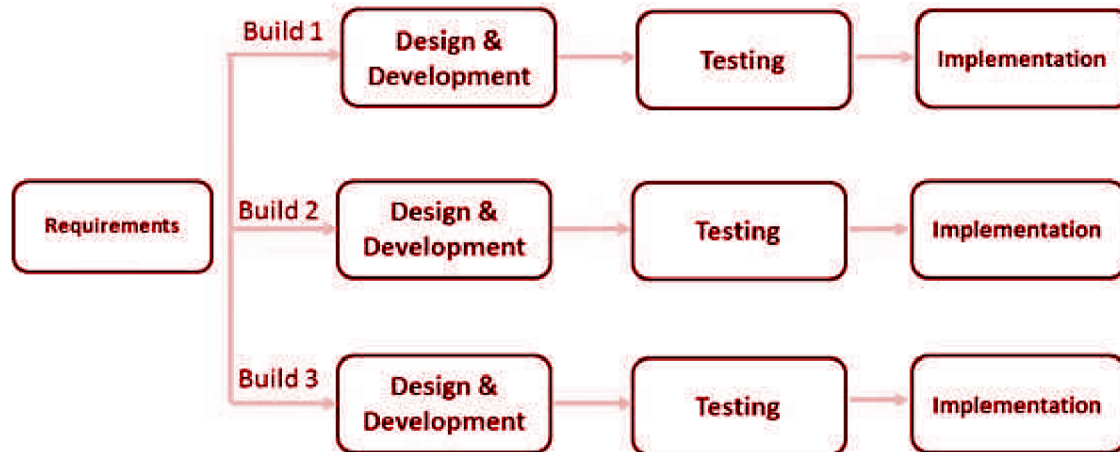 Build 1
Design &
Development
Testing
Implementation
Requirements
Build 2
Design &
Development
Testing
Implementation
Build 3
Design &
Development
Testing
Implementation